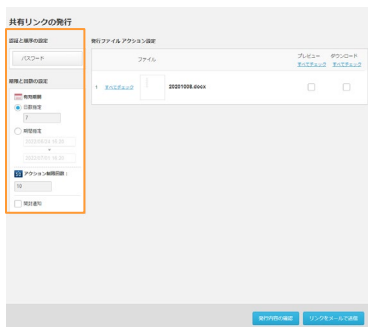 共有リンクの発行
認証と権限の設定
パスワード
期間と回数の設定
有効期限
日数指定
7
期間指定
アクション制限回数:
10
開封通知
発行ファイル アクション設定
ファイル
プレビュー
すべてチェック
ダウンロード
すべてチェック
1 すべてチェック 20201008.docx
発行内容の確認
リンクをメールで送信